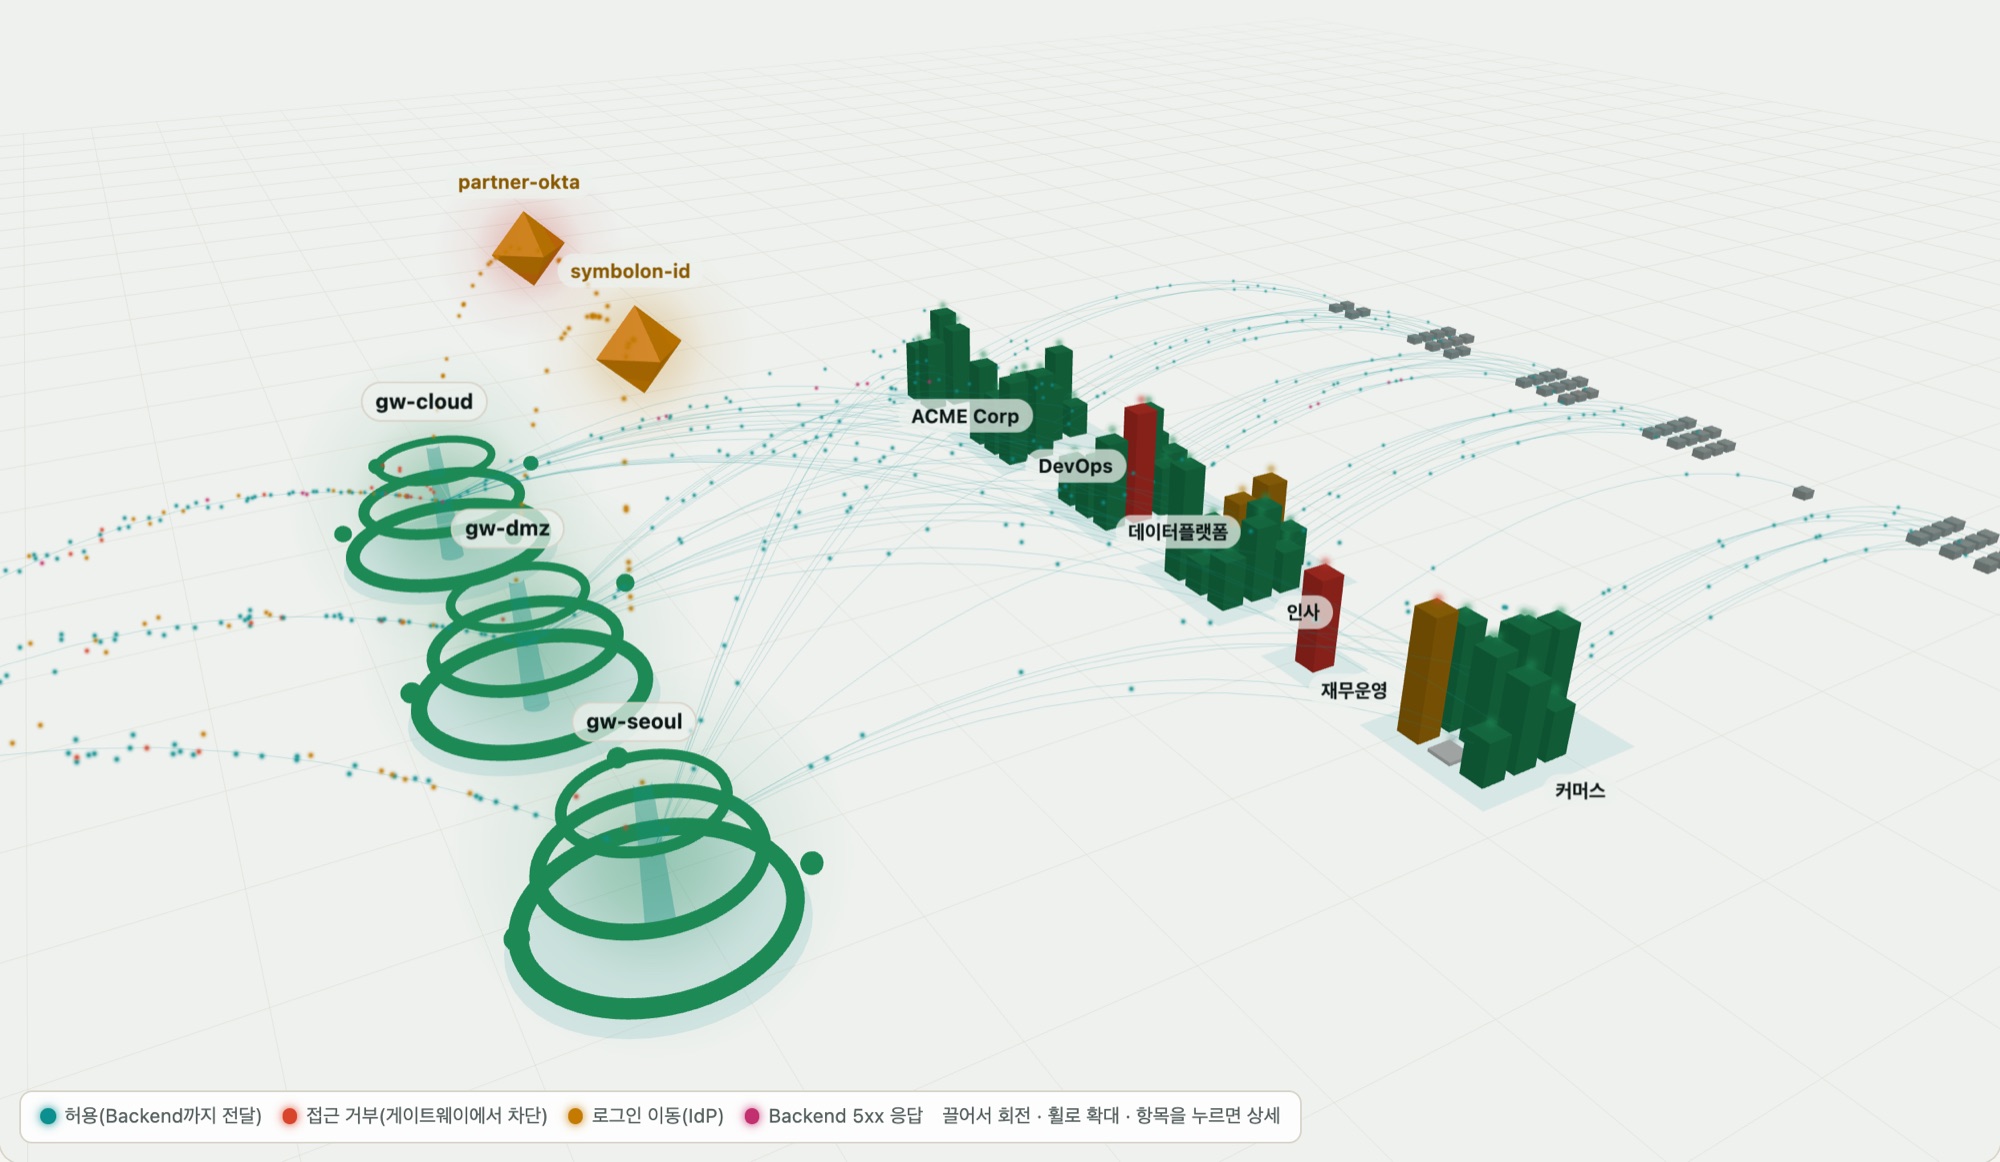 partner-okta
symbolon-id
gw-cloud
ACME Corp
DevOps
gw-dmz
데이터플랫폼
인사
재무운영
gw-seoul
커머스
허용(Backend까지 전달) 접근 거부(게이트웨이에서 차단) 로그인 이동(IdP) Backend 5xx 응답 끌어서 회전 · 휠로 확대 · 항목을 누르면 상세